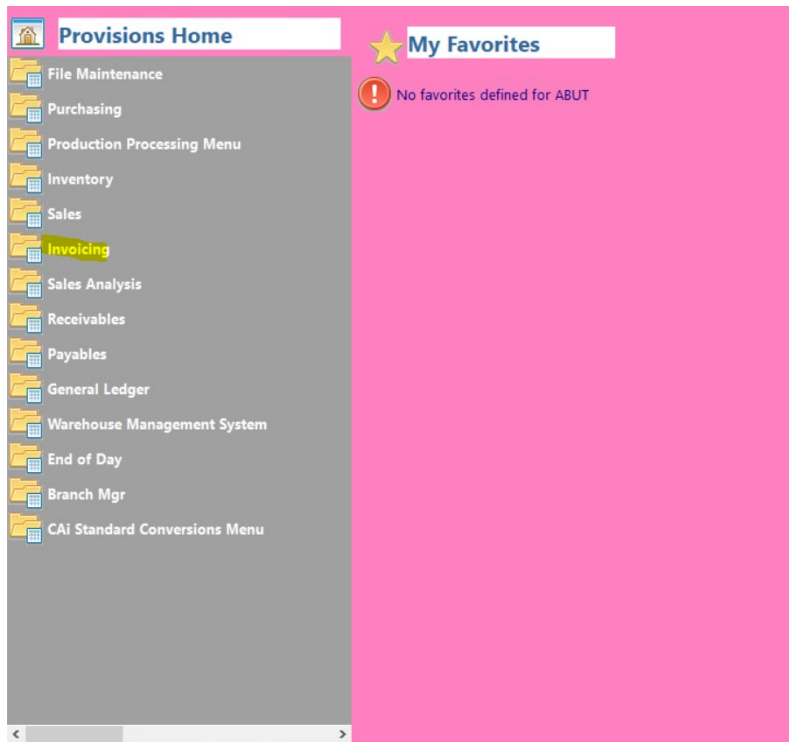 Provisions Home
File Maintenance
Purchasing
Production Processing Menu
Inventory
Sales
Invoicing
Sales Analysis
Receivables
Payables
General Ledger
Warehouse Management System
End of Day
Branch Mgr
CAi Standard Conversions Menu
My Favorites
No favorites defined for ABUT